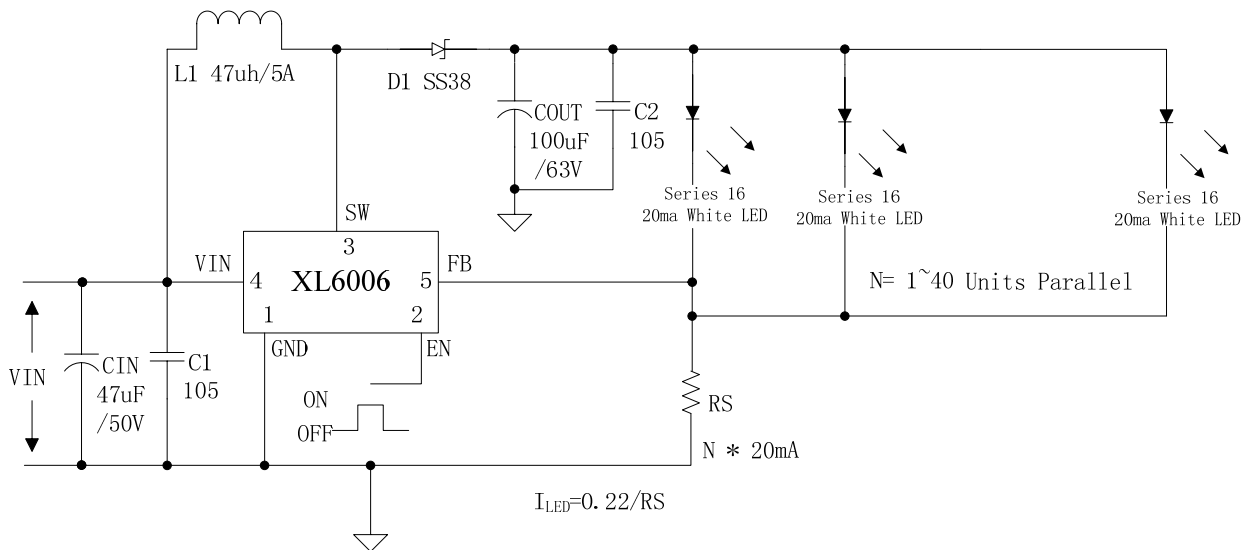 L1 47uh/5A
D1 SS38
COUT
100uF
/63V
C2
105
Series 16
20ma White LED
Series 16
20ma White LED
Series 16
20ma White LED
SW
3
VIN
4
XL6006
5
FB
1
2
GND
EN
N= 1~40 Units Parallel
VIN
CIN
47uF
/50V
C1
105
ON
OFF
RS
N * 20mA
I_LED=0.22/RS